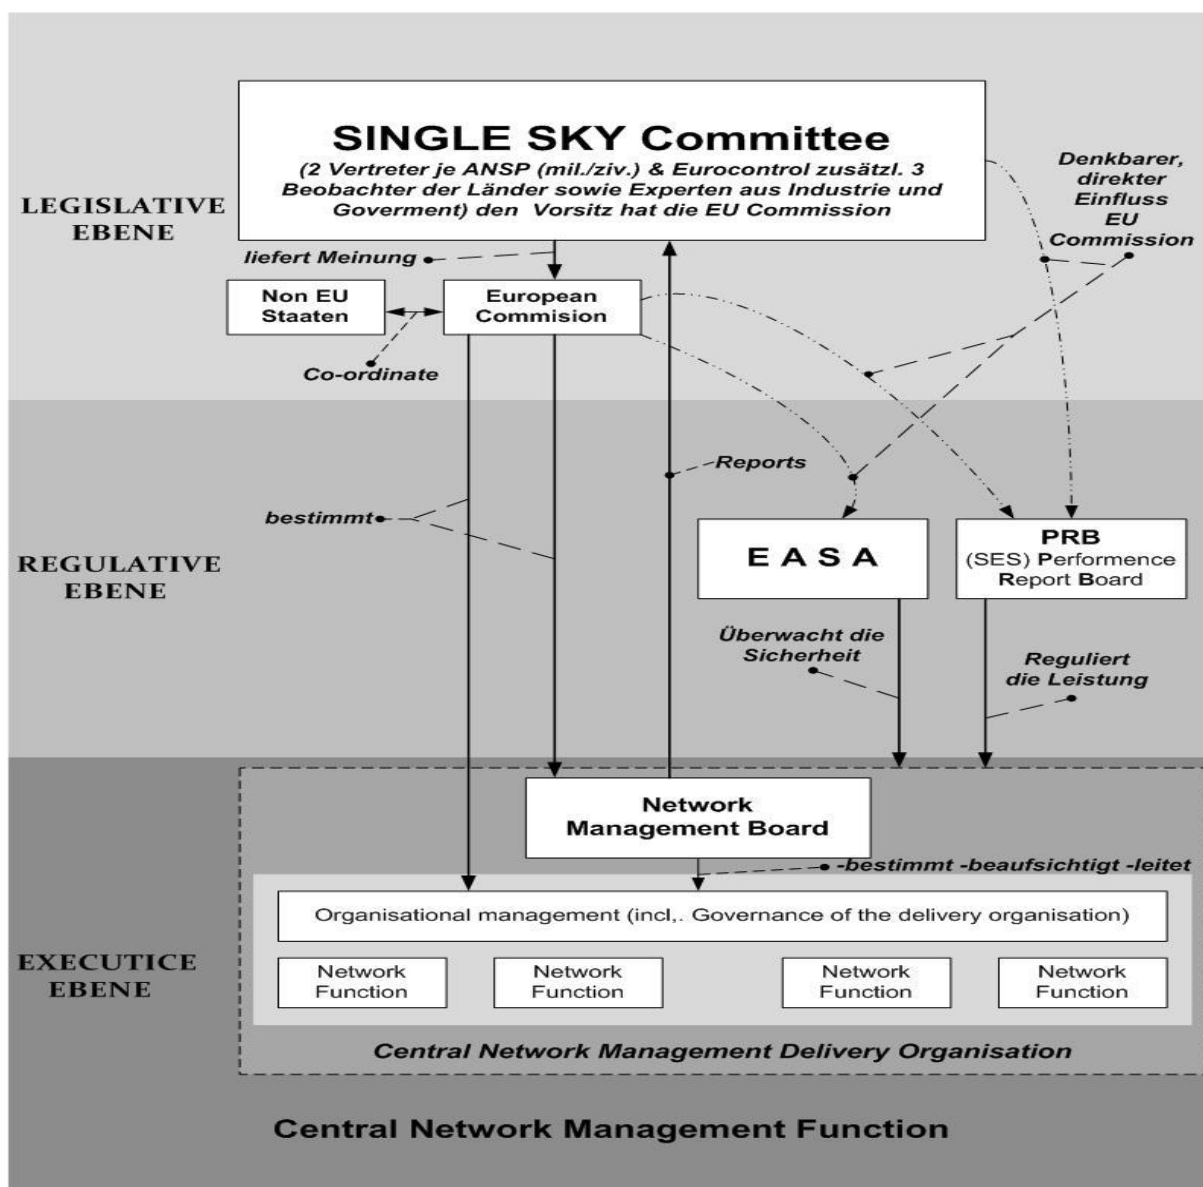 SINGLE SKY Committee
(2 Vertreter je ANSP (mil./ziv.) & Eurocontrol zusätzl. 3
Beobachter der Länder sowie Experten aus Industrie und
Goverment) den Vorsitz hat die EU Commission
Denkbarer,
direkter
Einfluss
EU
Commission
LEGISLATIVE
EBENE
liefert Meinung
Non EU
Staaten
European
Commision
Co-ordinate
Reports
bestimmt
REGULATIVE
EBENE
E A S A
PRB
(SES) Performence
Report Board
Überwacht die
Sicherheit
Reguliert
die Leistung
Network
Management Board
-bestimmt -beaufsichtigt -leitet
Organisational management (incl,. Governance of the delivery organisation)
EXECUTICE
EBENE
Network
Function
Network
Function
Network
Function
Network
Function
Central Network Management Delivery Organisation
Central Network Management Function